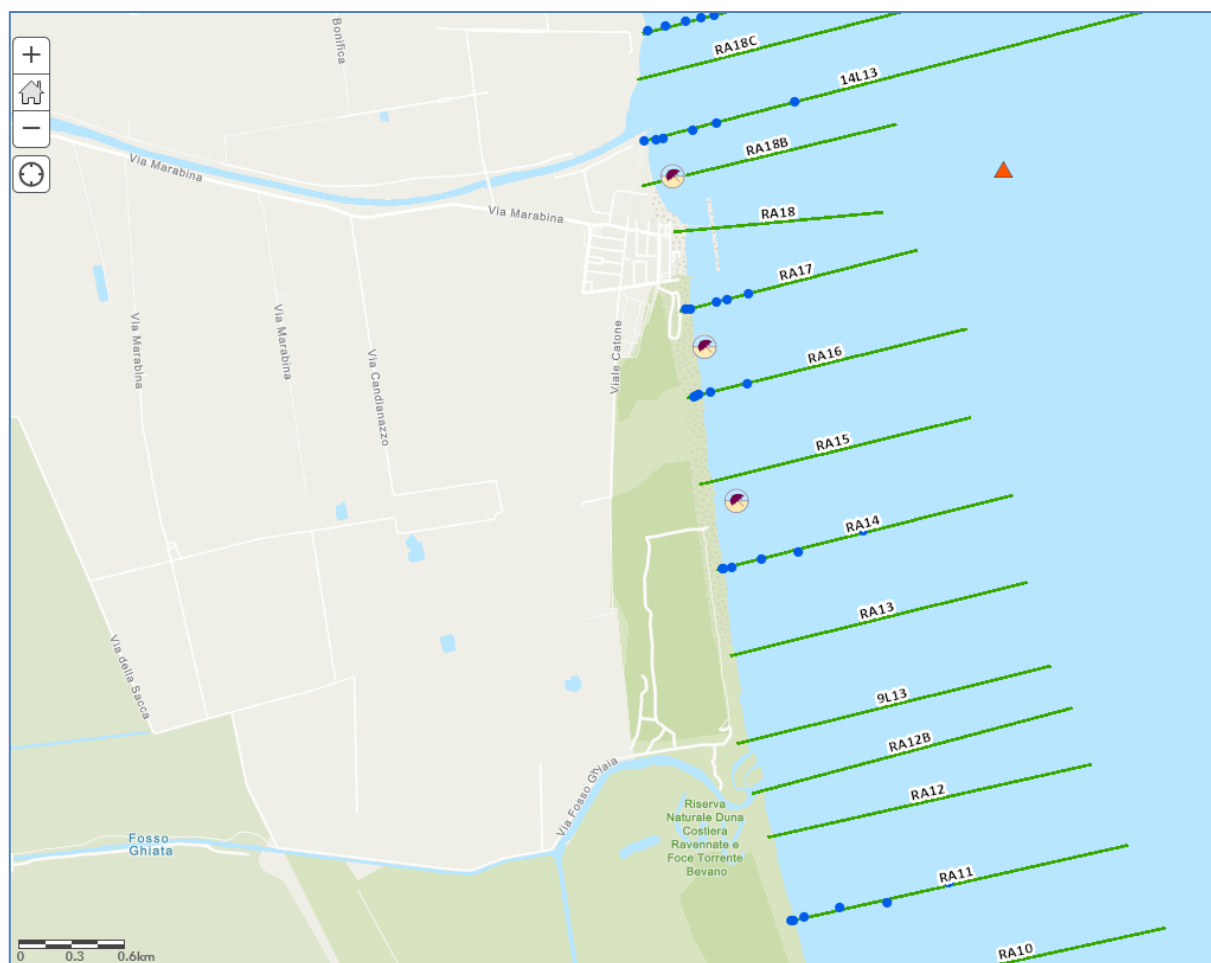 Bonifica
RA18C
14L13
RA18B
Via Marabina
Via Marabina
RA18
RA17
Via Marabina
Via Marabina
Via Candianazzo
Viale Catone
RA16
RA15
RA14
RA13
Via della Sacca
9L13
RA12B
RA12
Via Fosso Ghiaia
Riserva
Naturale Duna
Costiera
Ravennate e
Foce Torrente
Bevano
Fosso
Ghiata
RA11
RA10
0 0.3 0.6km